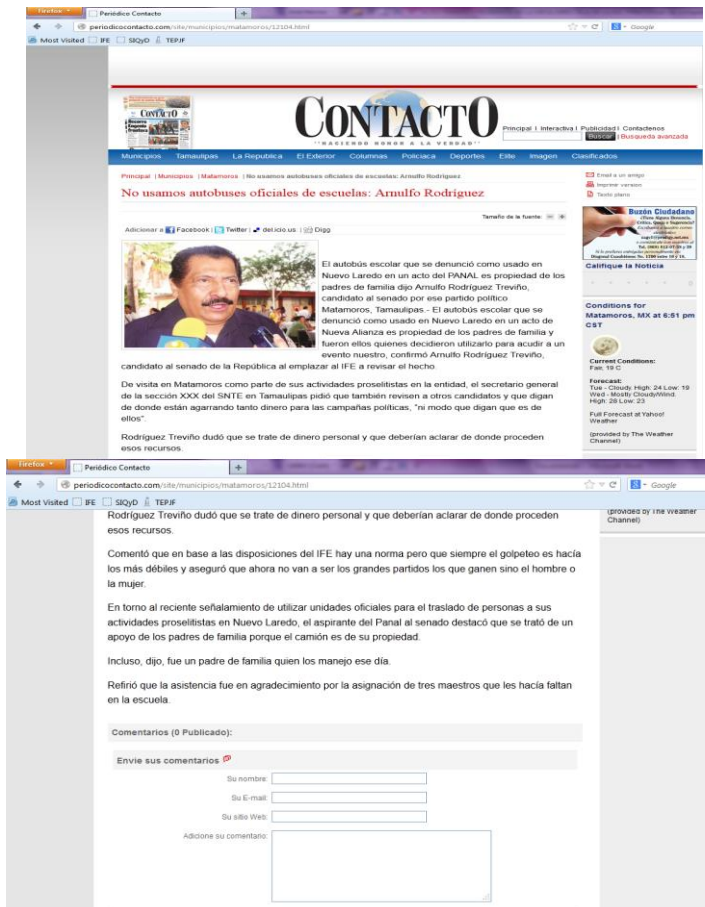 Firefox
Periódico Contacto
periodicocontacto.com/site/municipios/matamoros/12104.html
Google
Most Visited IFE SIQyD TEPJF
CONTACTO
CONTACTO
"HACIENDO HONOR A LA VERDAD"
Principal | Interactiva | Publicidad | Contactenos
Buscar | Busqueda avanzada
Municipios Tamaulipas La Republica El Exterior Columnas Policiaca Deportes Elite Imagen Clasificados
Principal | Municipios | Matamoros | No usamos autobuses oficiales de escuelas: Arnulfo Rodriguez
No usamos autobuses oficiales de escuelas: Arnulfo Rodriguez
Tamaño de la fuente:
Adicionar a Facebook | Twitter | del.icio.us | Digg
El autobús escolar que se denunció como usado en
Nuevo Laredo en un acto del PANAL es propiedad de los
padres de familia dijo Arnulfo Rodríguez Treviño,
candidato al senado por ese partido político
Matamoros, Tamaulipas.- El autobús escolar que se
denunció como usado en Nuevo Laredo en un acto de
Nueva Alianza es propiedad de los padres de familia y
fueron ellos quienes decidieron utilizarlo para acudir a un
evento nuestro, confirmó Arnulfo Rodríguez Treviño,
candidato al senado de la República al emplazar al IFE a revisar el hecho.
De visita en Matamoros como parte de sus actividades proselitistas en la entidad, el secretario general
de la sección XXX del SNTE en Tamaulipas pidió que también revisen a otros candidatos y que digan
de donde están agarrando tanto dinero para las campañas políticas, "ni modo que digan que es de
ellos".
Rodríguez Treviño dudó que se trate de dinero personal y que deberían aclarar de donde proceden
esos recursos.
Email a un amigo
Imprimir version
Texto plano
Buzón Ciudadano
Califique la Noticia
Conditions for
Matamoros, MX at 6:51 pm
CST
Current Conditions:
Fair, 19 C
Forecast:
Tue - Cloudy. High: 24 Low: 19
Wed - Mostly Cloudy/Wind.
High: 28 Low: 23
Full Forecast at Yahoo!
Weather
(provided by The Weather
Channel)
Firefox
Periódico Contacto
periodicocontacto.com/site/municipios/matamoros/12104.html
Google
Most Visited IFE SIQyD TEPJF
Rodríguez Treviño dudó que se trate de dinero personal y que deberían aclarar de donde proceden
esos recursos.
(provided by The Weather
Channel)
Comentó que en base a las disposiciones del IFE hay una norma pero que siempre el golpeteo es hacía
los más débiles y aseguró que ahora no van a ser los grandes partidos los que ganen sino el hombre o
la mujer.
En torno al reciente señalamiento de utilizar unidades oficiales para el traslado de personas a sus
actividades proselitistas en Nuevo Laredo, el aspirante del Panal al senado destacó que se trató de un
apoyo de los padres de familia porque el camión es de su propiedad.
Incluso, dijo, fue un padre de familia quien los manejo ese día.
Refirió que la asistencia fue en agradecimiento por la asignación de tres maestros que les hacía faltan
en la escuela.
Comentarios (0 Publicado):
Envie sus comentarios
Su nombre:
Su E-mail:
Su sitio Web:
Adicione su comentario: